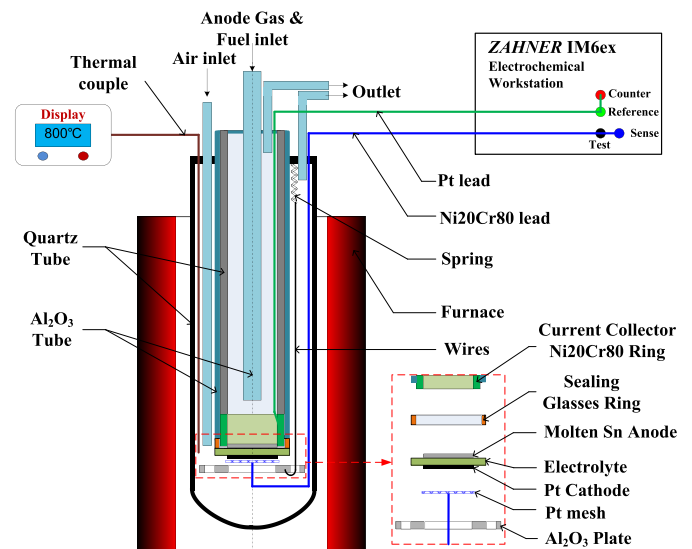 Anode Gas &
Fuel inlet
Air inlet
Thermal
couple
Outlet
ZAHNER IM6ex
Electrochemical
Workstation
Counter
Reference
Sense
Test
Display
800℃
Pt lead
Ni20Cr80 lead
Spring
Quartz
Tube
Furnace
Al₂O₃
Tube
Wires
Current Collector
Ni20Cr80 Ring
Sealing
Glasses Ring
Molten Sn Anode
Electrolyte
Pt Cathode
Pt mesh
Al₂O₃ Plate